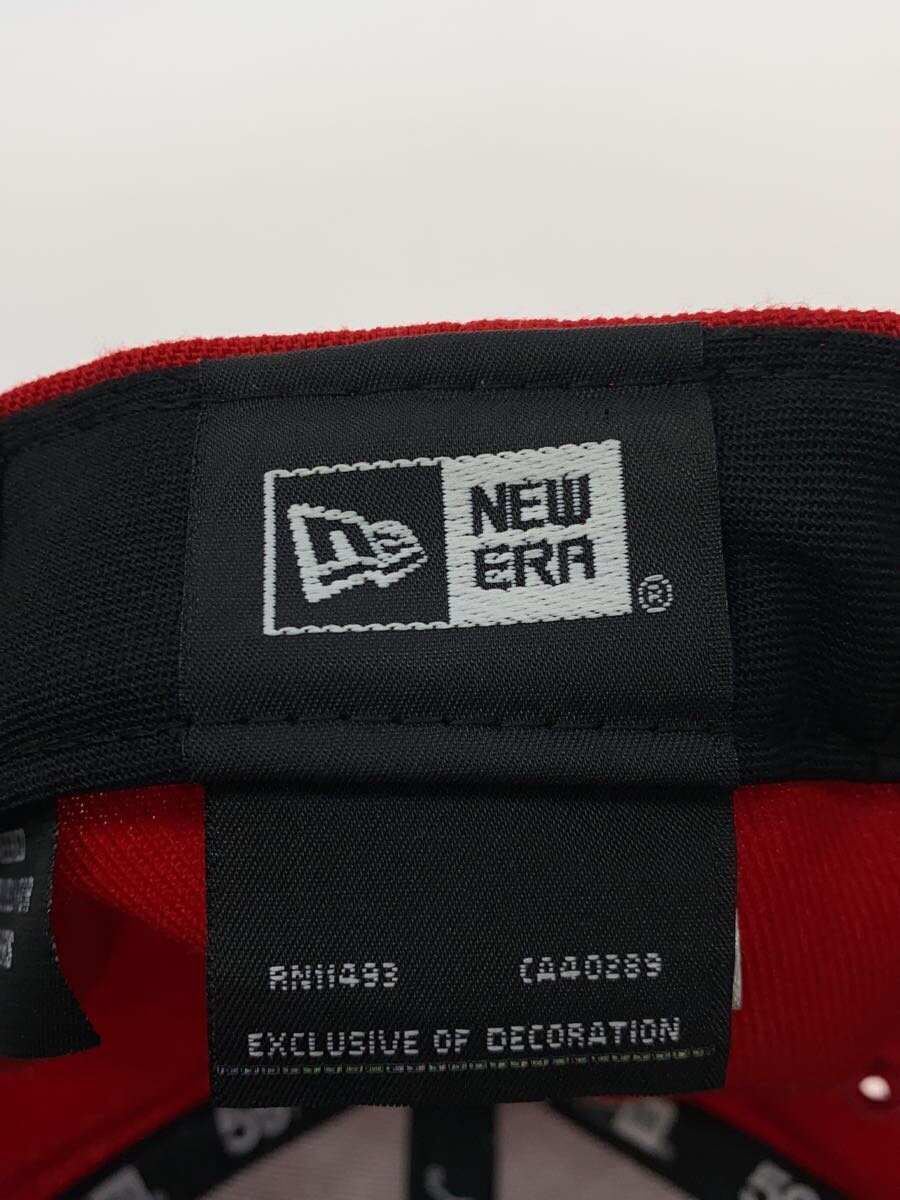 NEW
ERA
®
RN11493 CA40289
EXCLUSIVE OF DECORATION